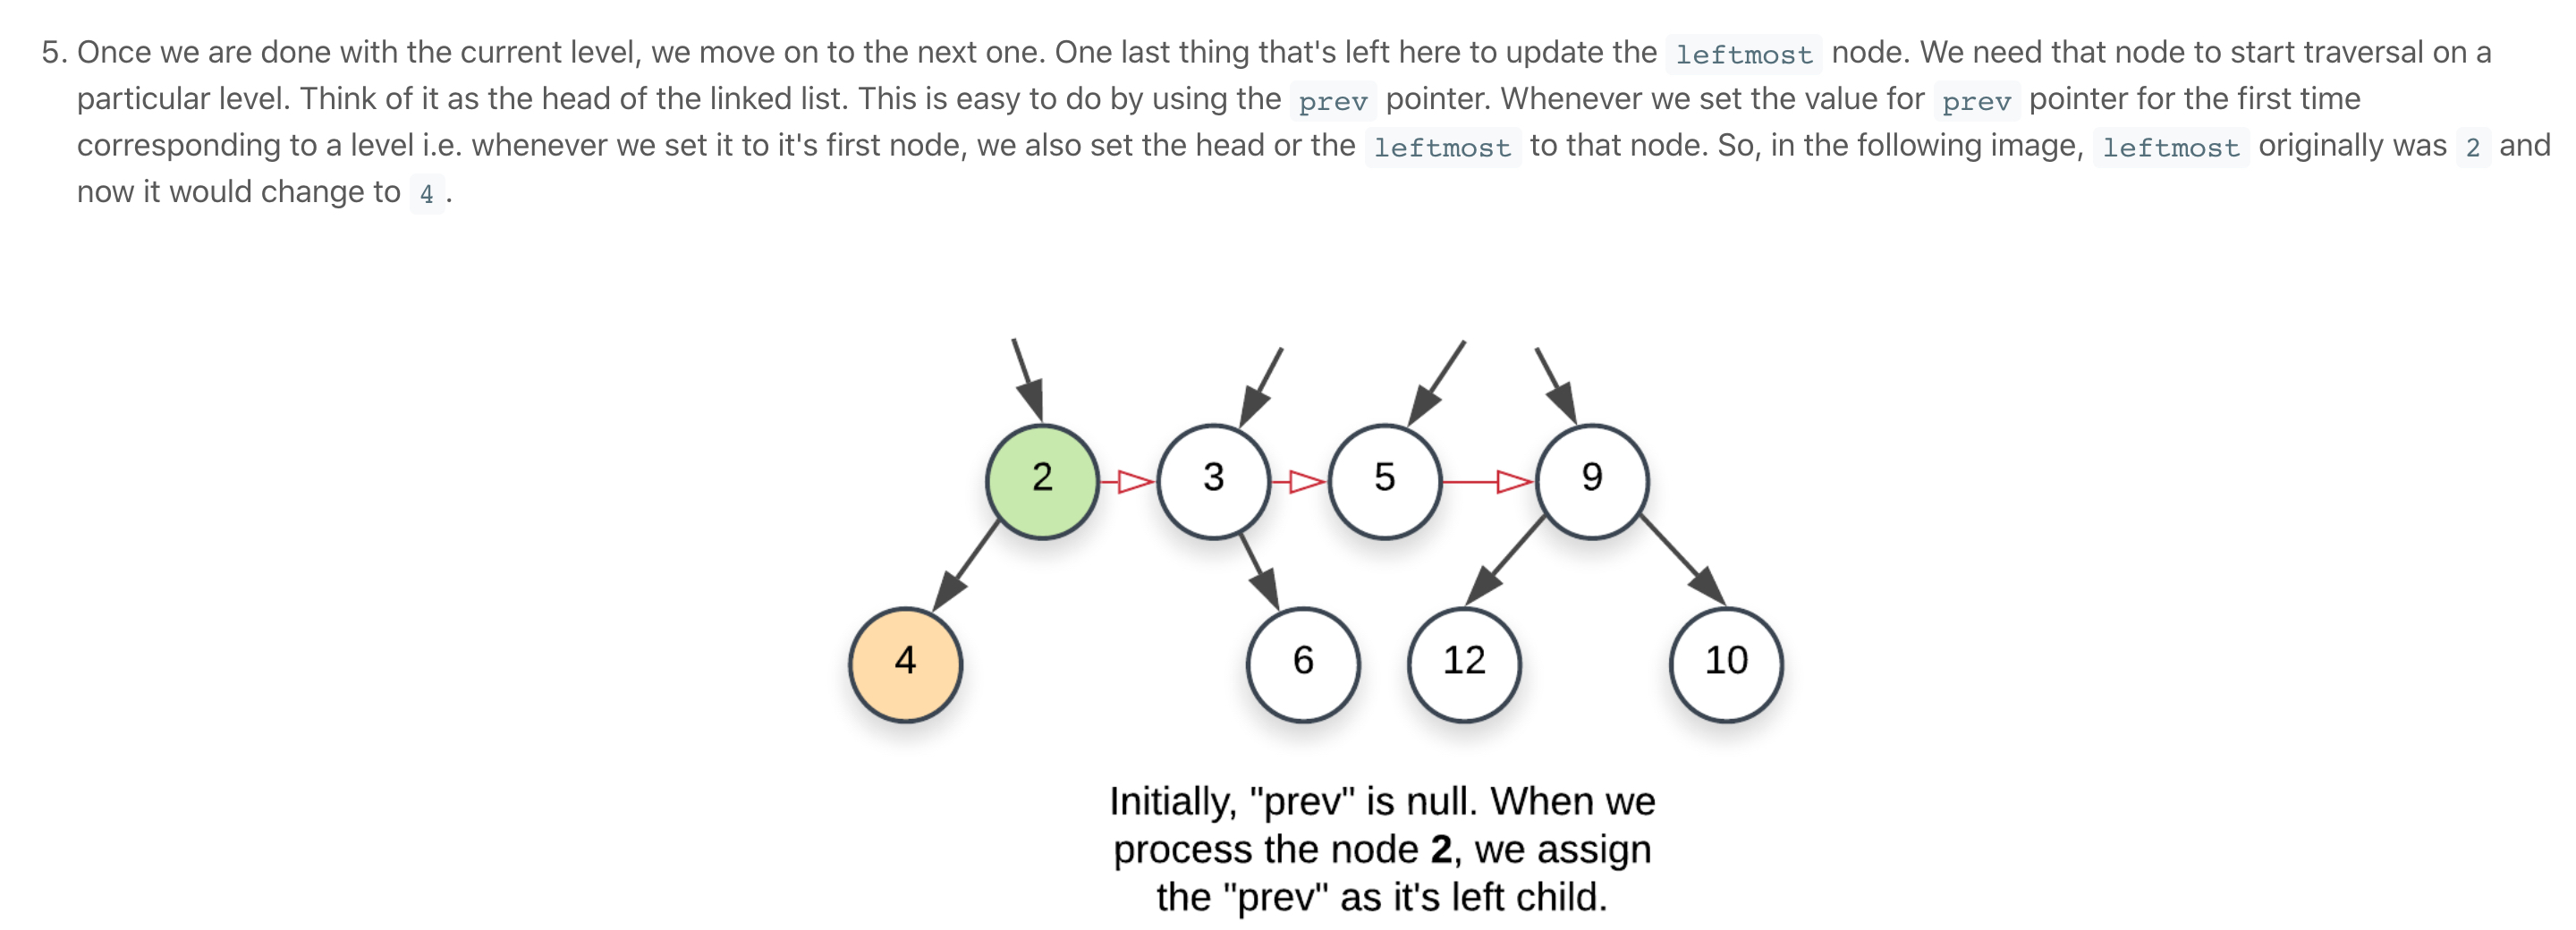 5. Once we are done with the current level, we move on to the next one. One last thing that's left here to update the leftmost node. We need that node to start traversal on a
particular level. Think of it as the head of the linked list. This is easy to do by using the prev pointer. Whenever we set the value for prev pointer for the first time
corresponding to a level i.e. whenever we set it to it's first node, we also set the head or the leftmost to that node. So, in the following image, leftmost originally was 2 and
now it would change to 4 .
2 3 5 9
4 6 12 10
Initially, "prev" is null. When we
process the node 2, we assign
the "prev" as it's left child.